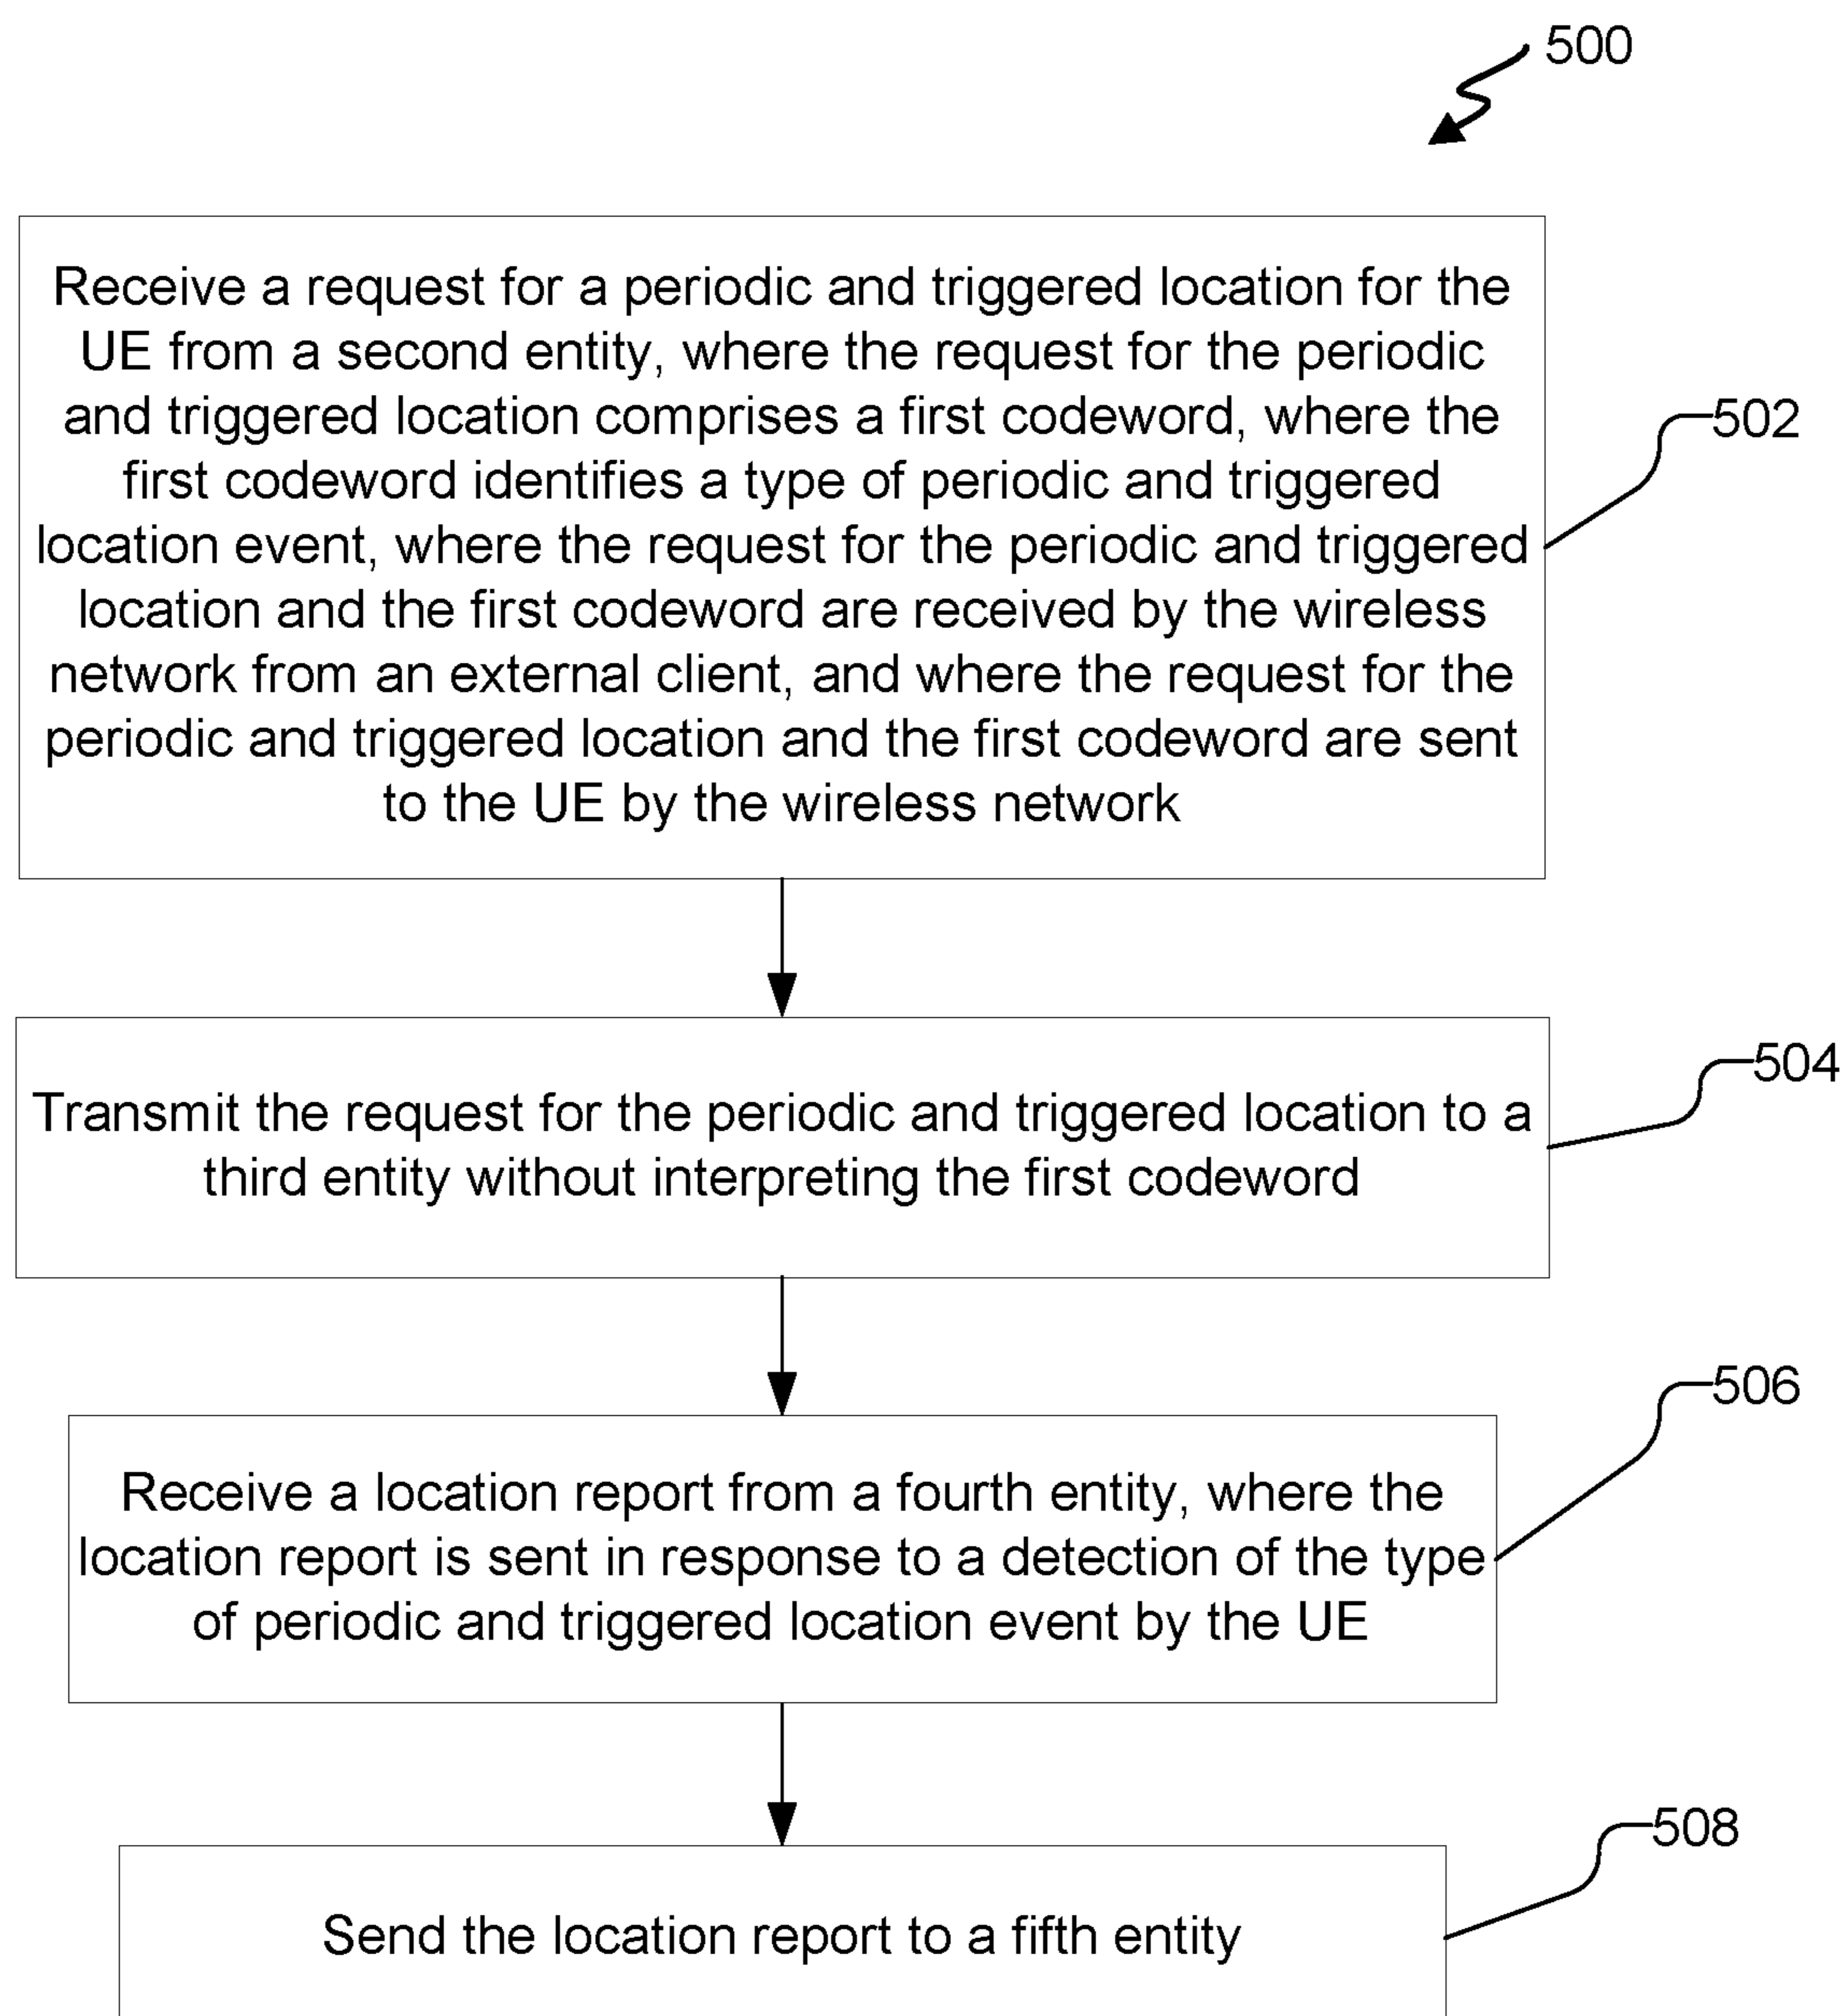 500
Receive a request for a periodic and triggered location for the
UE from a second entity, where the request for the periodic
and triggered location comprises a first codeword, where the
first codeword identifies a type of periodic and triggered
location event, where the request for the periodic and triggered
location and the first codeword are received by the wireless
network from an external client, and where the request for the
periodic and triggered location and the first codeword are sent
to the UE by the wireless network
502
Transmit the request for the periodic and triggered location to a
third entity without interpreting the first codeword
504
Receive a location report from a fourth entity, where the
location report is sent in response to a detection of the type
of periodic and triggered location event by the UE
506
Send the location report to a fifth entity
508